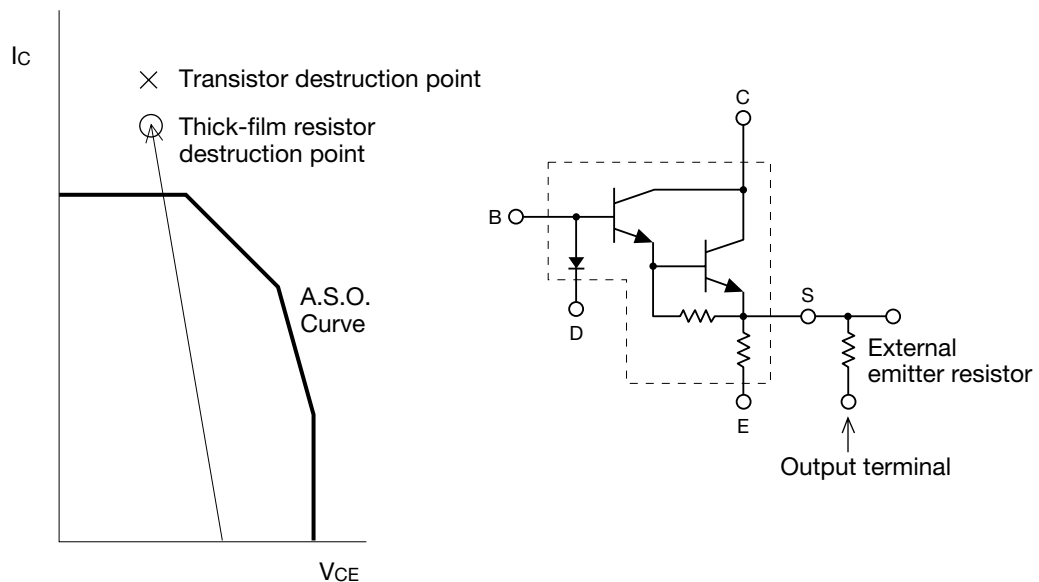 IC
× Transistor destruction point
Thick-film resistor
destruction point
A.S.O.
Curve
VCE
C
B
D
S
E
External
emitter resistor
Output terminal